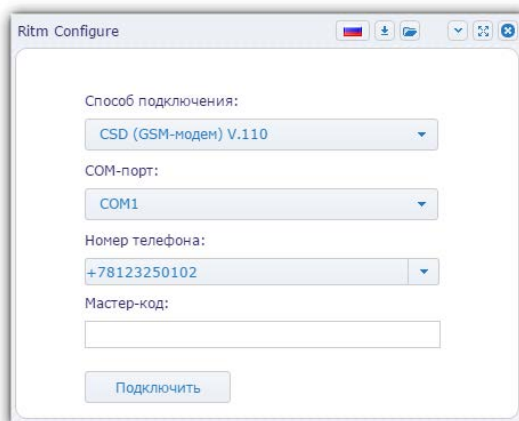 Ritm Configure
Способ подключения:
CSD (GSM-модем) V.110
COM-порт:
COM1
Номер телефона:
+78123250102
Мастер-код:
Подключить